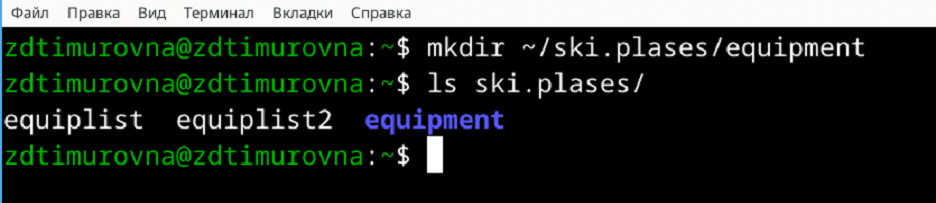 Файл Правка Вид Терминал Вкладки Справка
zdtimurovna@zdtimurovna:~$ mkdir ~/ski.plases/equipment
zdtimurovna@zdtimurovna:~$ ls ski.plases/
equiplist  equiplist2  equipment
zdtimurovna@zdtimurovna:~$